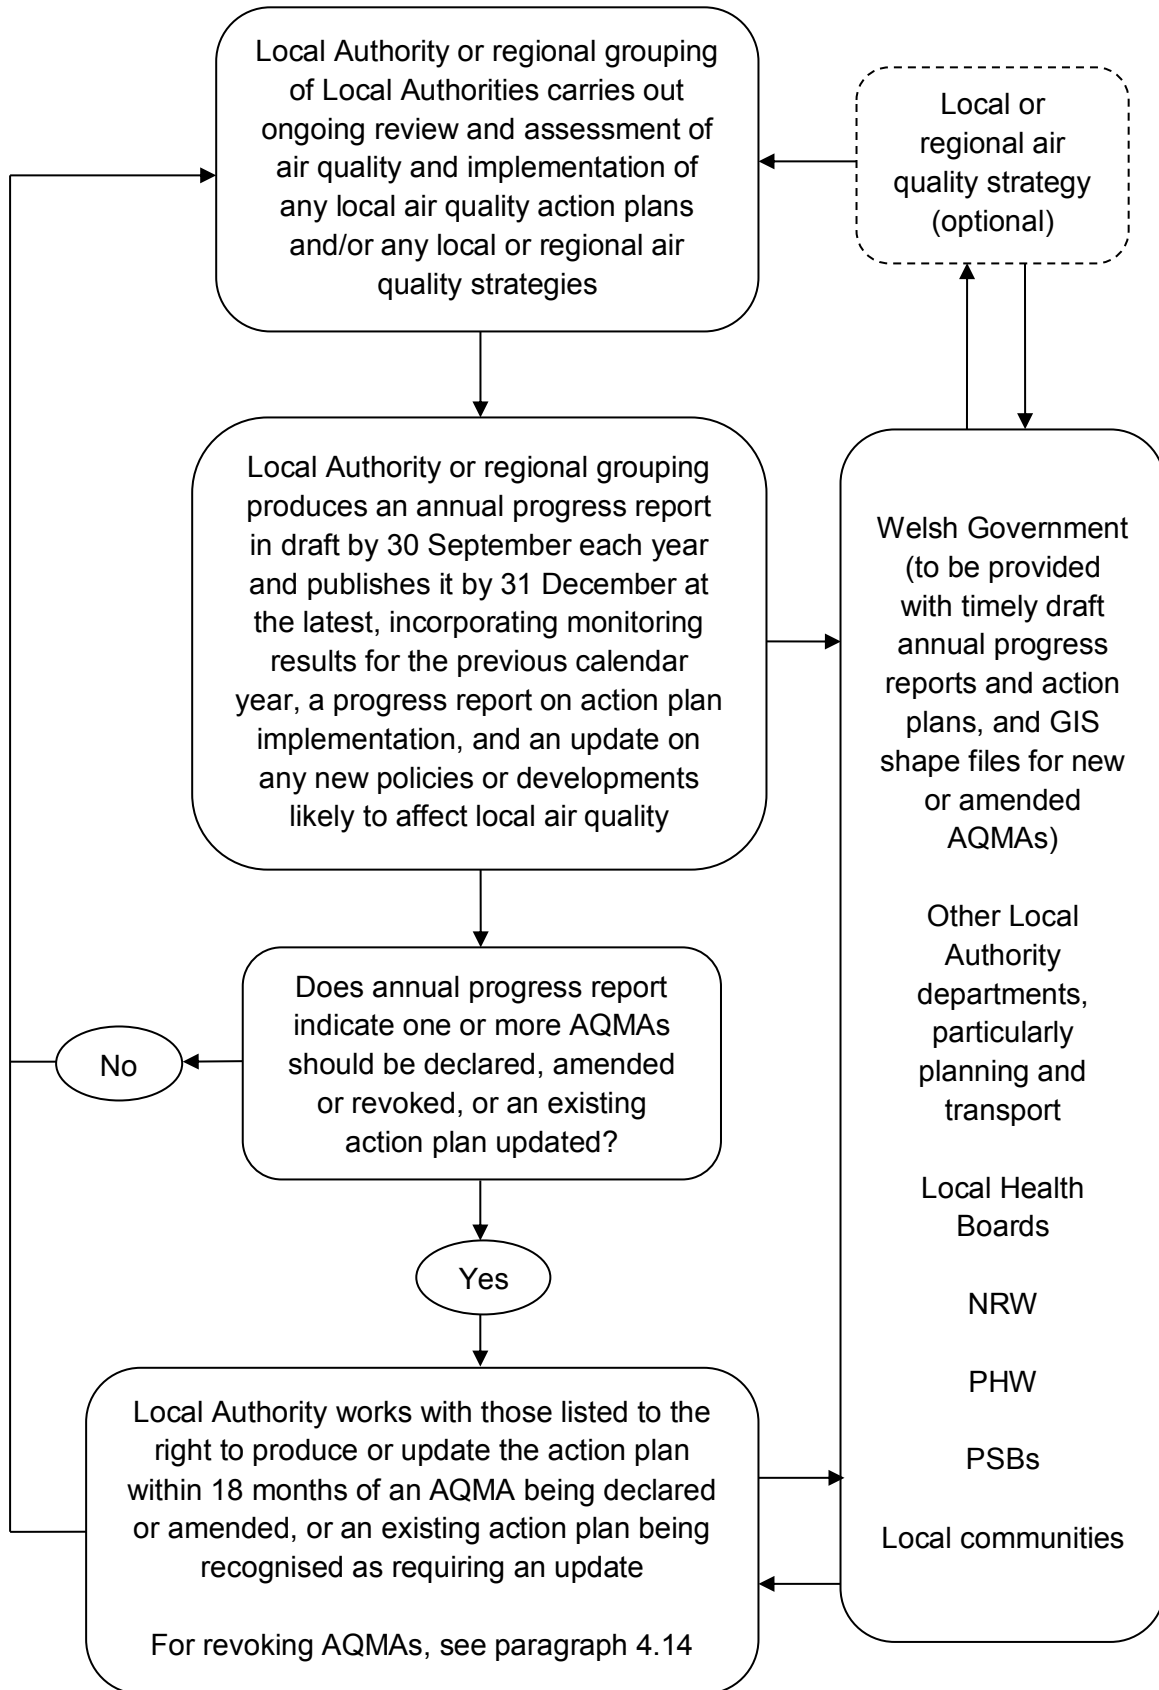 Local Authority or regional grouping
of Local Authorities carries out
ongoing review and assessment of
air quality and implementation of
any local air quality action plans
and/or any local or regional air
quality strategies
Local or
regional air
quality strategy
(optional)
Local Authority or regional grouping
produces an annual progress report
in draft by 30 September each year
and publishes it by 31 December at
the latest, incorporating monitoring
results for the previous calendar
year, a progress report on action plan
implementation, and an update on
any new policies or developments
likely to affect local air quality
Welsh Government
(to be provided
with timely draft
annual progress
reports and action
plans, and GIS
shape files for new
or amended
AQMAs)
Other Local
Authority
departments,
particularly
planning and
transport
Local Health
Boards
NRW
PHW
PSBs
Local communities
Does annual progress report
indicate one or more AQMAs
should be declared, amended
or revoked, or an existing
action plan updated?
No
Yes
Local Authority works with those listed to the
right to produce or update the action plan
within 18 months of an AQMA being declared
or amended, or an existing action plan being
recognised as requiring an update
For revoking AQMAs, see paragraph 4.14